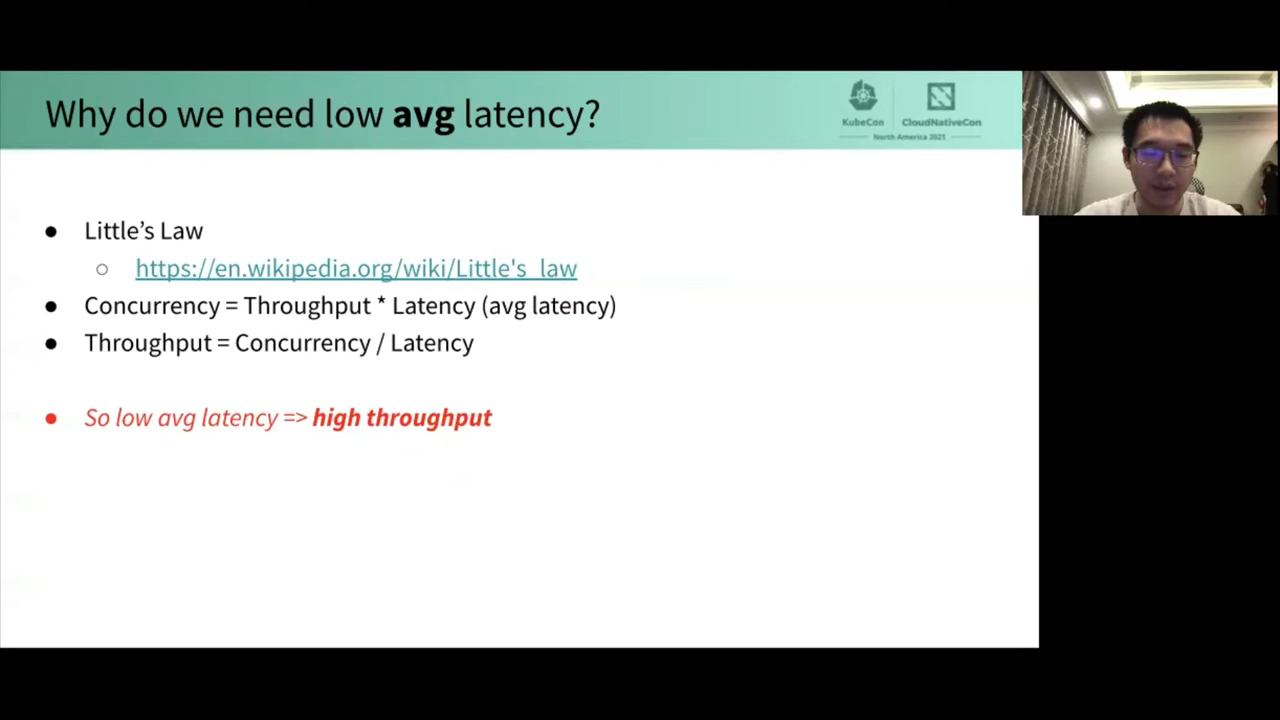 Why do we need low avg latency?
KubeCon
CloudNativeCon
North America 2021
● Little's Law
○ https://en.wikipedia.org/wiki/Little's_law
● Concurrency = Throughput * Latency (avg latency)
● Throughput = Concurrency / Latency
● So low avg latency => high throughput